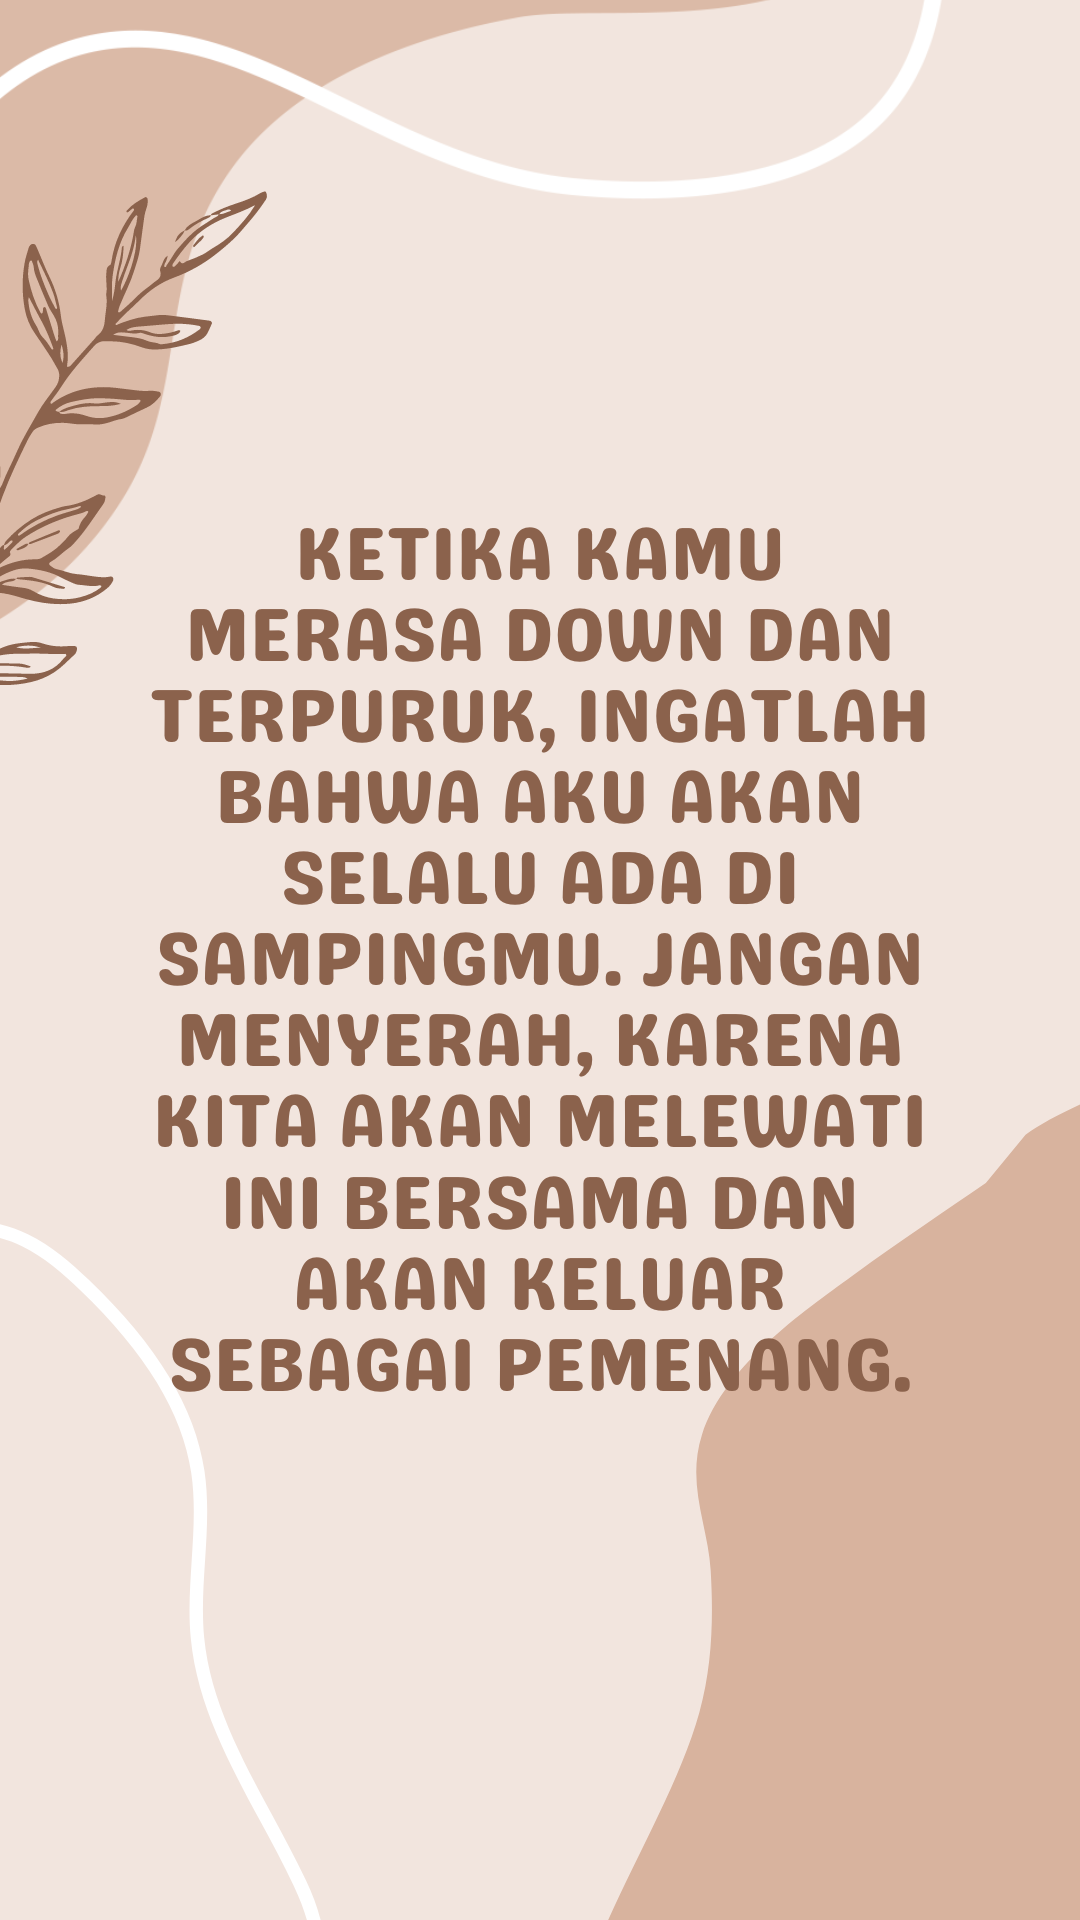 KETIKA KAMU
MERASA DOWN DAN
TERPURUK, INGATLAH
BAHWA AKU AKAN
SELALU ADA DI
SAMPINGMU. JANGAN
MENYERAH, KARENA
KITA AKAN MELEWATI
INI BERSAMA DAN
AKAN KELUAR
SEBAGAI PEMENANG.